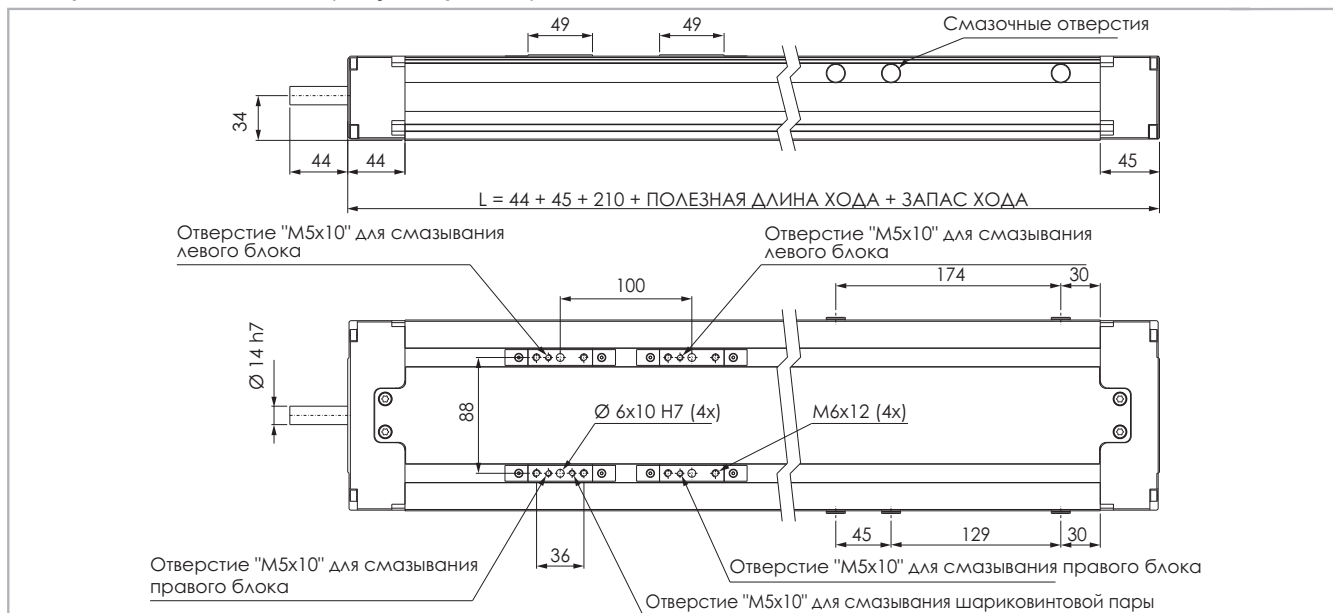 49
49
Смазочные отверстия
34
44
44
45
L = 44 + 45 + 210 + ПОЛЕЗНАЯ ДЛИНА ХОДА + ЗАПАС ХОДА
Отверстие "M5x10" для смазывания
левого блока
Отверстие "M5x10" для смазывания
левого блока
174
30
100
Ø 14 h7
88
Ø 6x10 H7 (4x)
M6x12 (4x)
45
129
30
36
Отверстие "M5x10" для смазывания
правого блока
Отверстие "M5x10" для смазывания правого блока
Отверстие "M5x10" для смазывания шариковинтовой пары